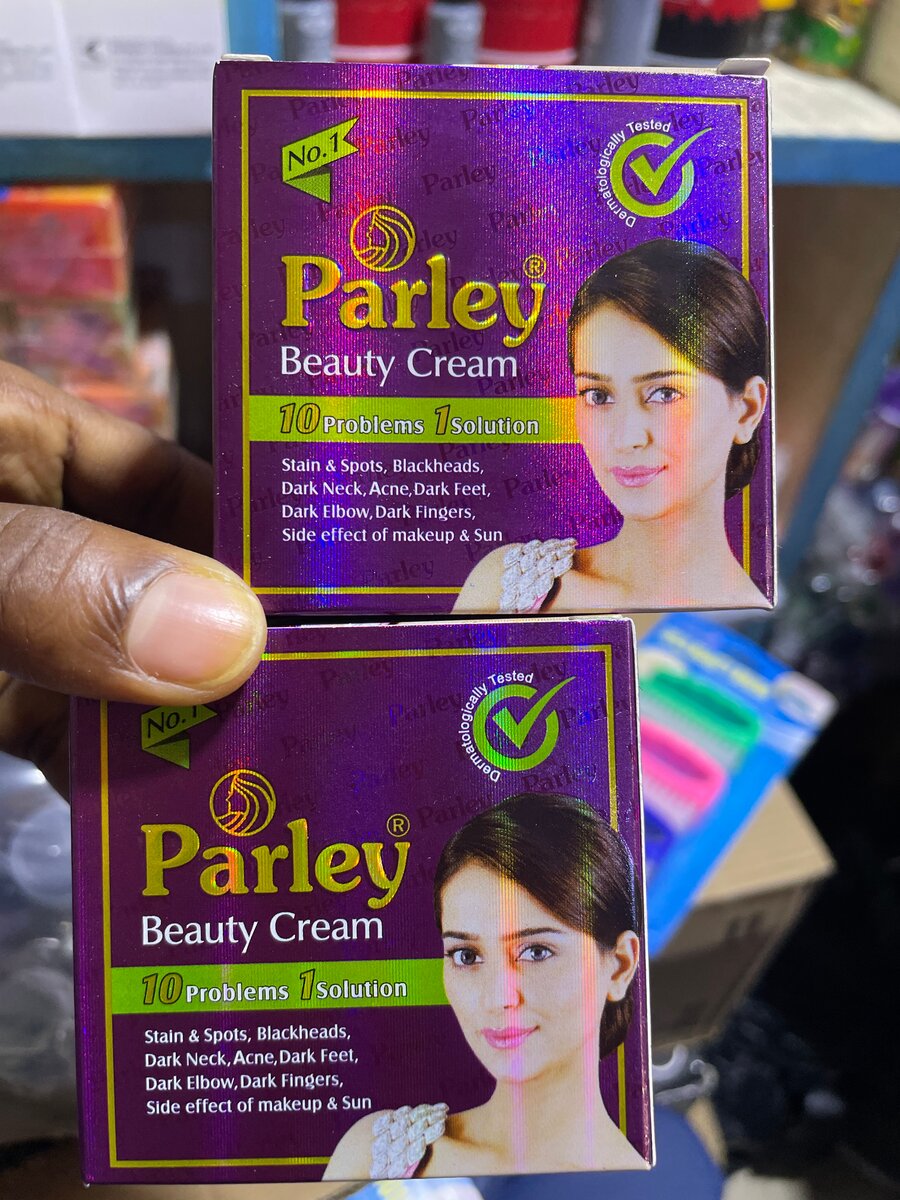 No.1
Dermatologically Tested
Parley®
Beauty Cream
10 Problems 1 Solution
Stain & Spots, Blackheads,
Dark Neck, Acne, Dark Feet,
Dark Elbow, Dark Fingers,
Side effect of makeup & Sun
No.1
Dermatologically Tested
Parley®
Beauty Cream
10 Problems 1 Solution
Stain & Spots, Blackheads,
Dark Neck, Acne, Dark Feet,
Dark Elbow, Dark Fingers,
Side effect of makeup & Sun